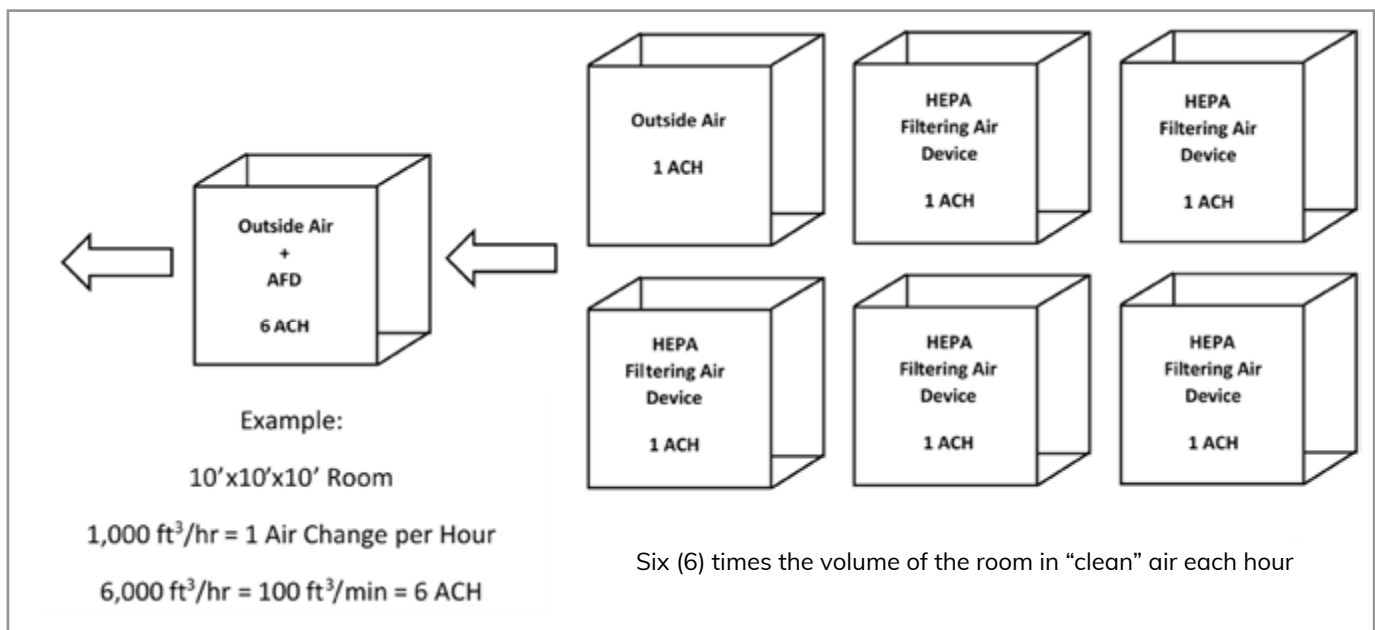 Outside Air
1 ACH
HEPA
Filtering Air
Device
1 ACH
HEPA
Filtering Air
Device
1 ACH
Outside Air
+
AFD
6 ACH
HEPA
Filtering Air
Device
1 ACH
HEPA
Filtering Air
Device
1 ACH
HEPA
Filtering Air
Device
1 ACH
Example:
10’x10’x10’ Room
1,000 ft³/hr = 1 Air Change per Hour
6,000 ft³/hr = 100 ft³/min = 6 ACH
Six (6) times the volume of the room in “clean” air each hour